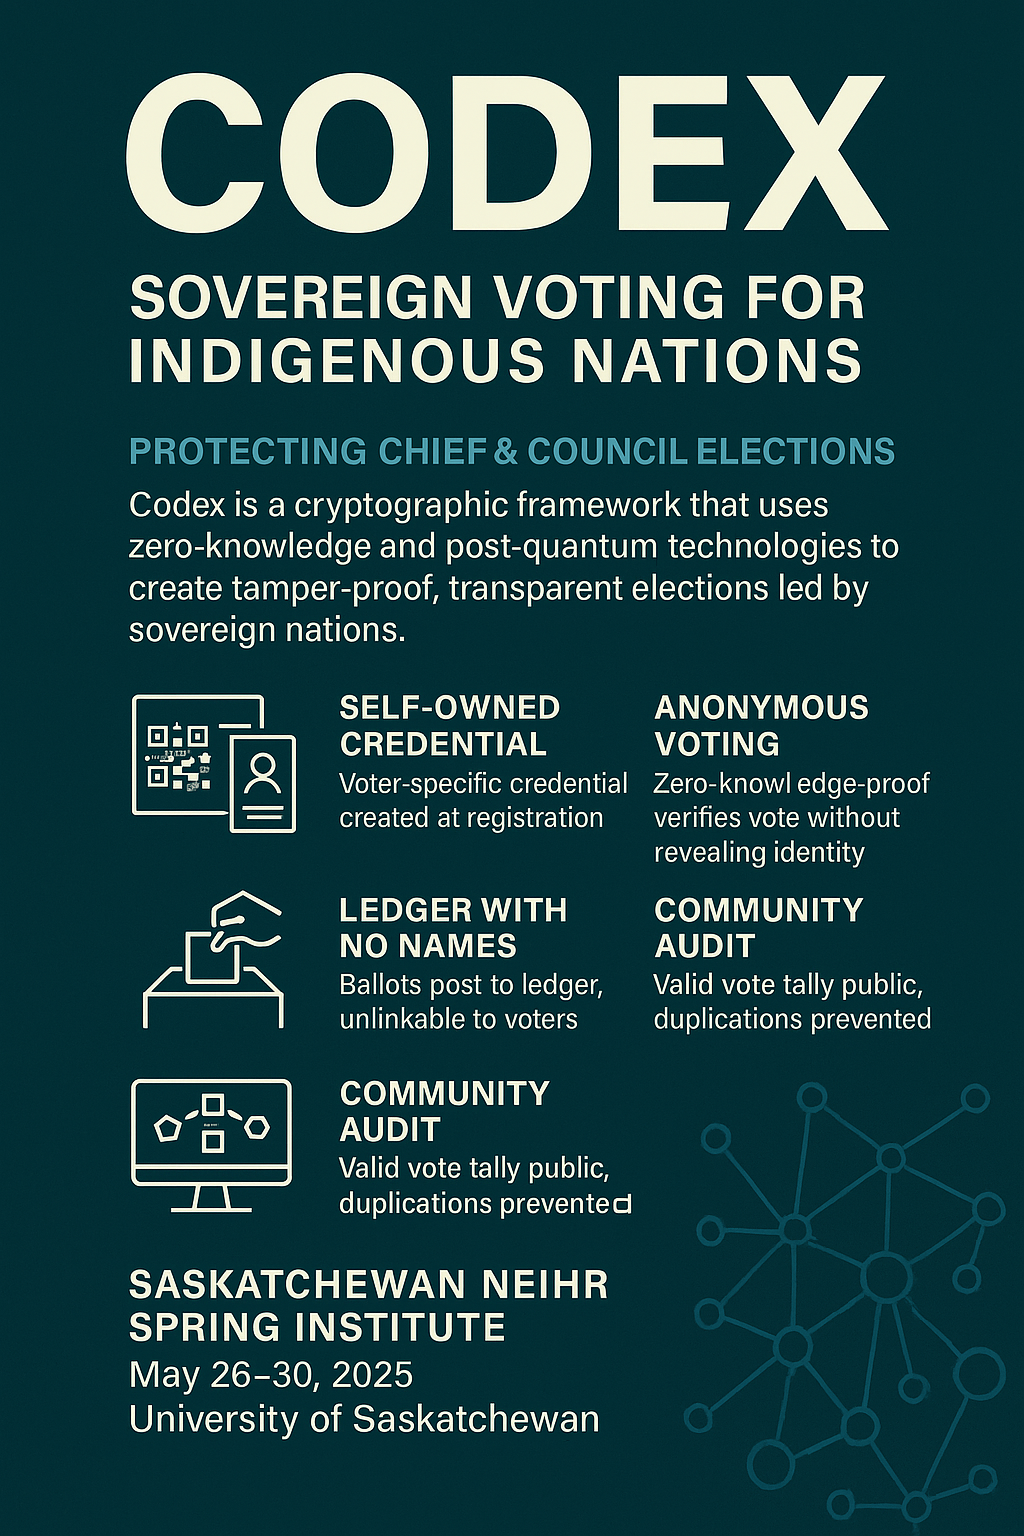 CODEX
SOVEREIGN VOTING FOR
INDIGENOUS NATIONS
PROTECTING CHIEF & COUNCIL ELECTIONS
Codex is a cryptographic framework that uses
zero-knowledge and post-quantum technologies to
create tamper-proof, transparent elections led by
sovereign nations.
SELF-OWNED
CREDENTIAL
Voter-specific credential
created at registration
ANONYMOUS
VOTING
Zero-knowl edge-proof
verifies vote without
revealing identity
LEDGER WITH
NO NAMES
Ballots post to ledger,
unlinkable to voters
COMMUNITY
AUDIT
Valid vote tally public,
duplications prevented
COMMUNITY
AUDIT
Valid vote tally public,
duplications prevented
SASKATCHEWAN NEIHR
SPRING INSTITUTE
May 26–30, 2025
University of Saskatchewan